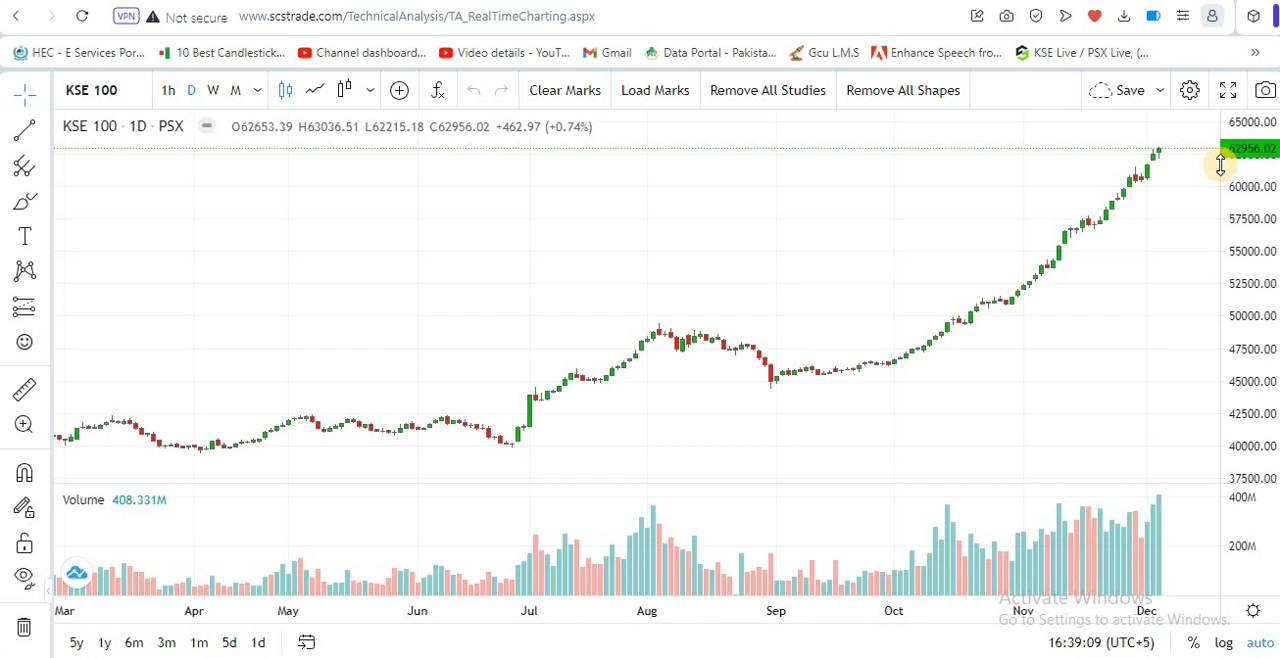 VPN Not secure www.scstrade.com/TechnicalAnalysis/TA_RealTimeCharting.aspx
HEC - E Services Por... 10 Best Candlestick... Channel dashboard... Video details - YouT... Gmail Data Portal - Pakista... Gcu L.M.S Enhance Speech fro... KSE Live / PSX Live, (... »
KSE 100 1h D W M Clear Marks Load Marks Remove All Studies Remove All Shapes Save
KSE 100 · 1D · PSX O62653.39 H63036.51 L62215.18 C62956.02 +462.97 (+0.74%)
65000.00
62956.02
60000.00
57500.00
55000.00
52500.00
50000.00
47500.00
45000.00
42500.00
40000.00
37500.00
Volume 408.331M
400M
200M
Mar Apr May Jun Jul Aug Sep Oct Nov Dec
Activate Windows
Go to Settings to activate Windows.
5y 1y 6m 3m 1m 5d 1d 16:39:09 (UTC+5) % log auto